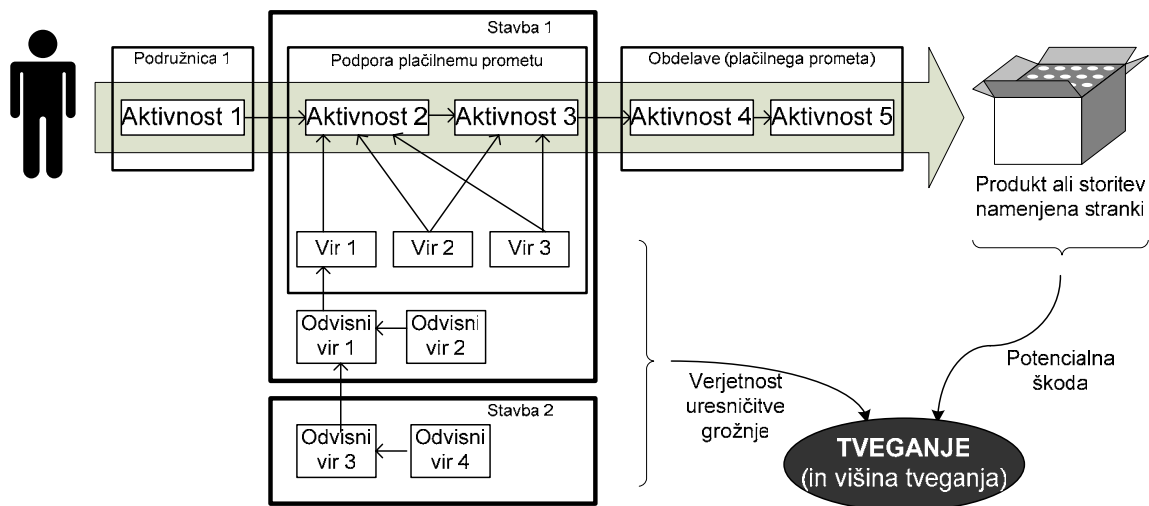 Stavba 1
Podružnica 1
Podpora plačilnemu prometu
Obdelave (plačilnega prometa)
Aktivnost 1
Aktivnost 2
Aktivnost 3
Aktivnost 4
Aktivnost 5
Produkt ali storitev
namenjena stranki
Vir 1
Vir 2
Vir 3
Odvisni
vir 1
Odvisni
vir 2
Stavba 2
Odvisni
vir 3
Odvisni
vir 4
Verjetnost
uresničitve
grožnje
Potencialna
škoda
TVEGANJE
(in višina tveganja)